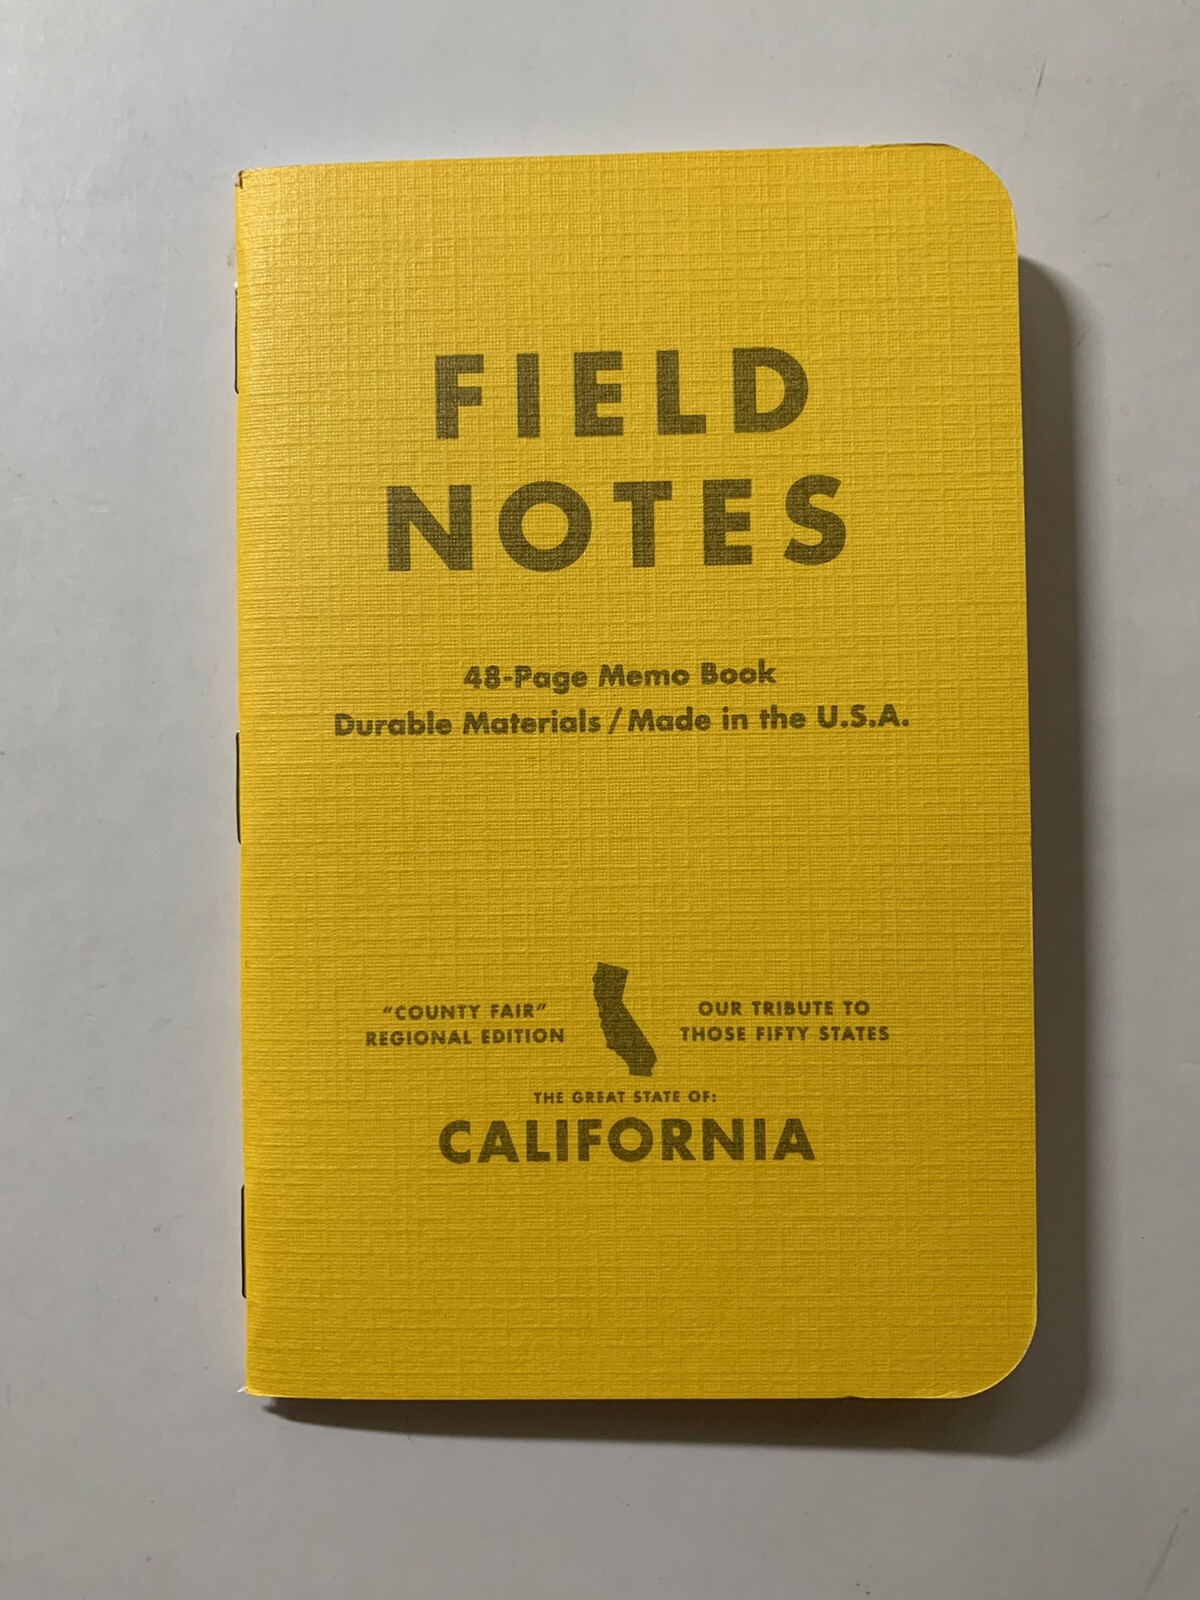 FIELD
NOTES
48-Page Memo Book
Durable Materials / Made in the U.S.A.
"COUNTY FAIR"
REGIONAL EDITION
OUR TRIBUTE TO
THOSE FIFTY STATES
THE GREAT STATE OF:
CALIFORNIA